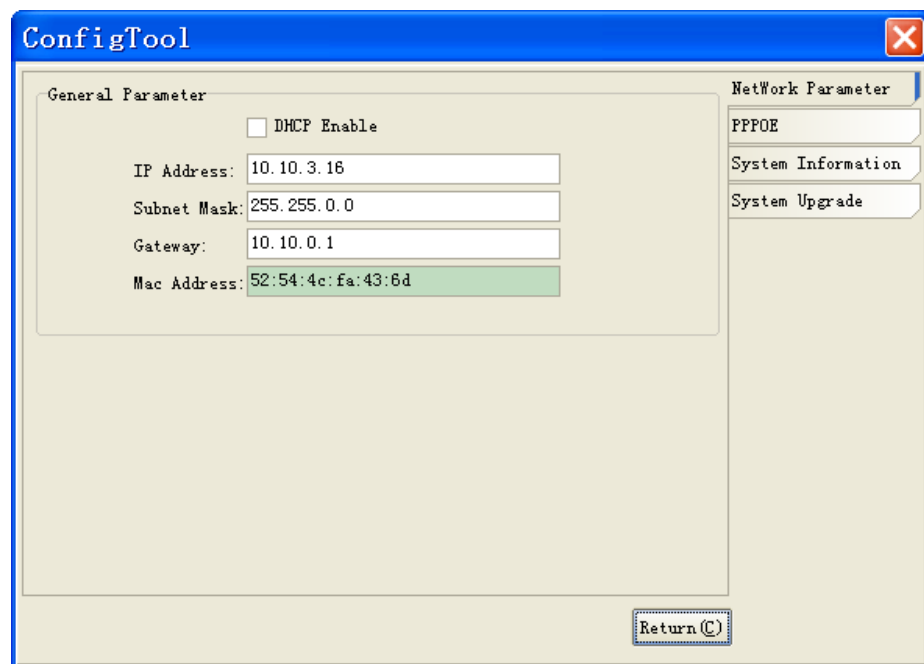 ConfigTool
General Parameter
DHCP Enable
IP Address: 10.10.3.16
Subnet Mask: 255.255.0.0
Gateway: 10.10.0.1
Mac Address: 52:54:4c:fa:43:6d
NetWork Parameter
PPPOE
System Information
System Upgrade
Return(C)